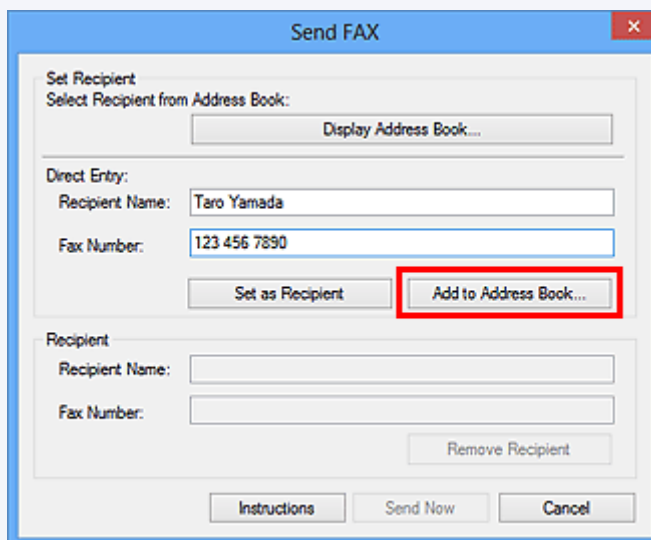 Send FAX
Set Recipient
Select Recipient from Address Book:
Display Address Book...
Direct Entry:
Recipient Name: Taro Yamada
Fax Number: 123 456 7890
Set as Recipient Add to Address Book...
Recipient
Recipient Name:
Fax Number:
Remove Recipient
Instructions Send Now Cancel